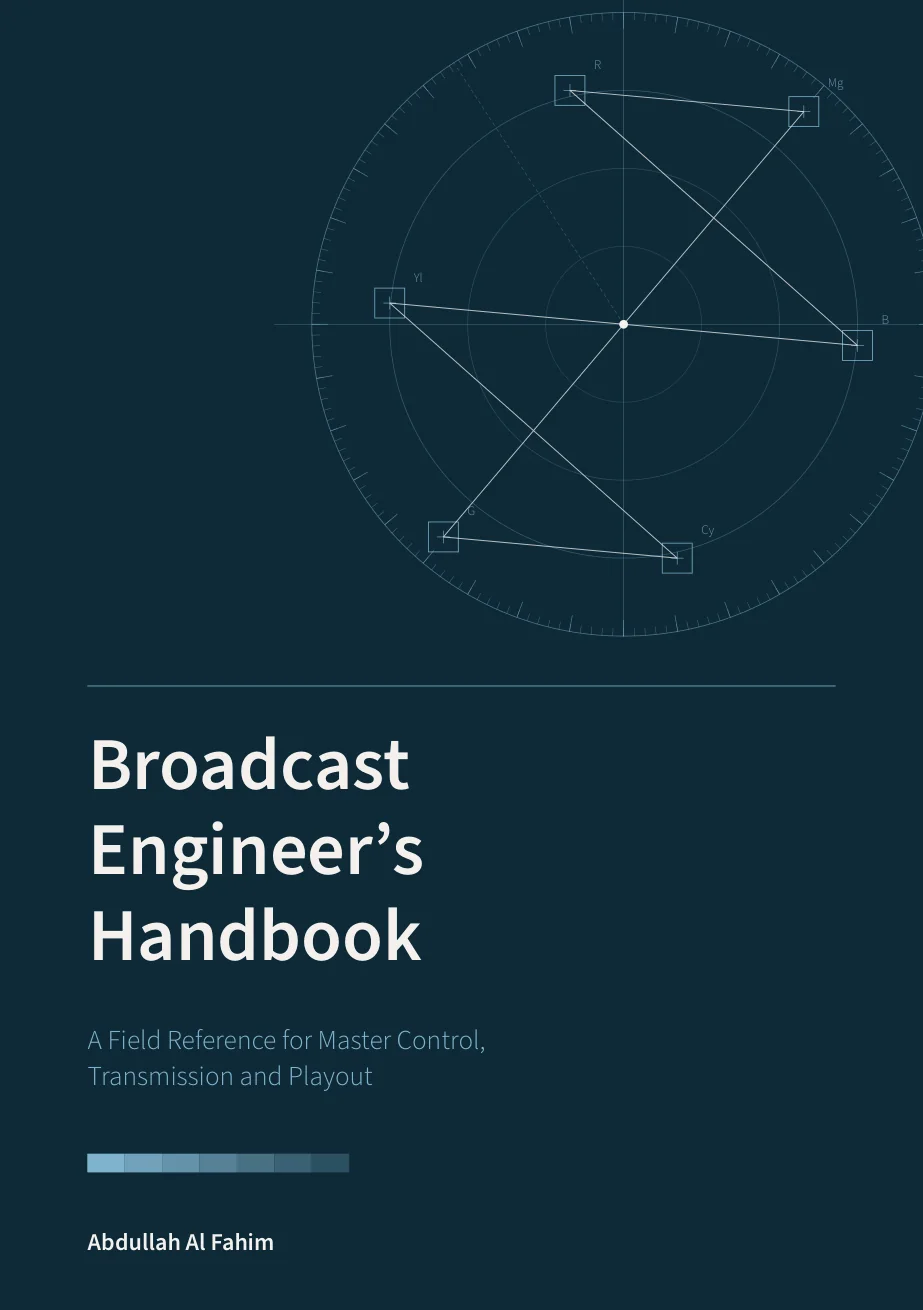 R
Mg
Yl
B
G
Cy
Broadcast
Engineer’s
Handbook
A Field Reference for Master Control,
Transmission and Playout
Abdullah Al Fahim